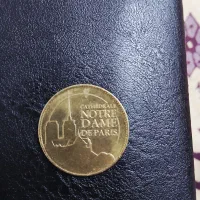 CATHEDRALE
NOTRE
DAME
DE PARIS